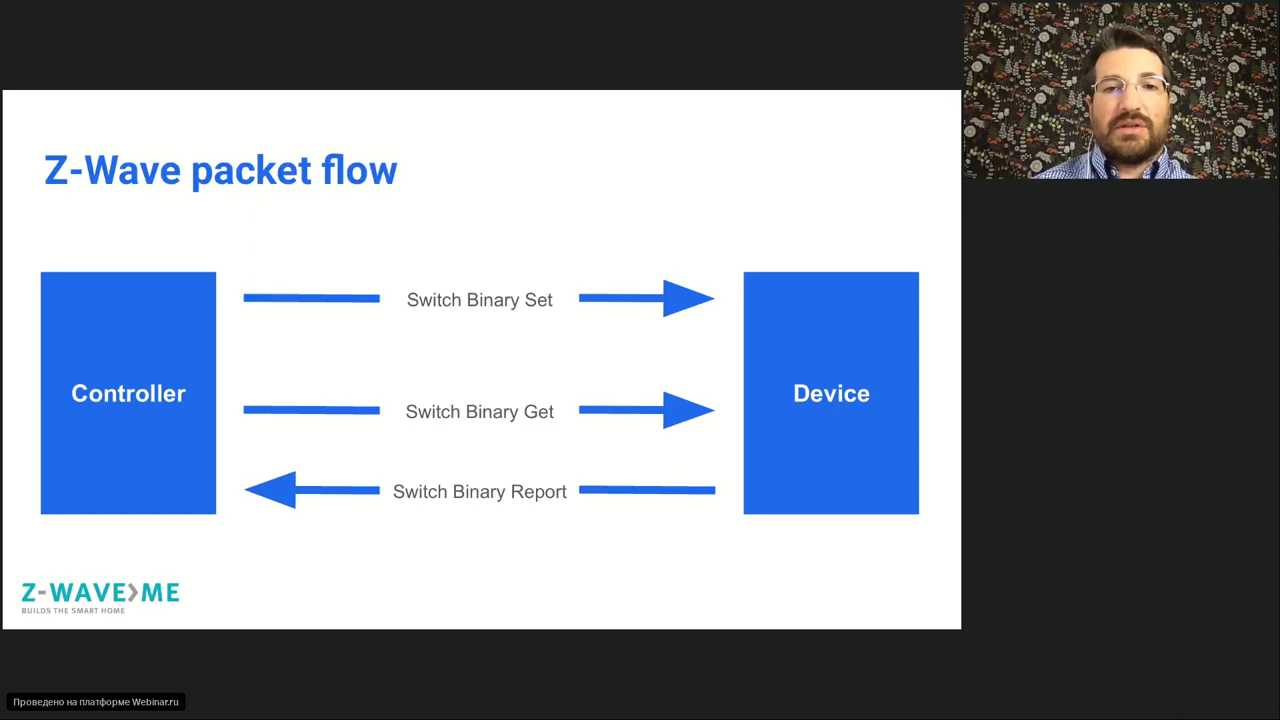 Z-Wave packet flow
Switch Binary Set
Controller
Device
Switch Binary Get
Switch Binary Report
Z-WAVE>ME
BUILDS THE SMART HOME
Проведено на платформе Webinar.ru